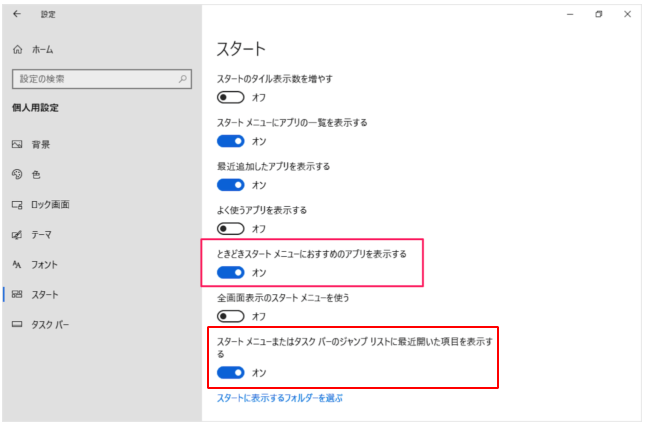 設定
ホーム
設定の検索
個人用設定
背景
色
ロック画面
テーマ
フォント
スタート
タスク バー
スタート
スタートのタイル表示数を増やす
オフ
スタート メニューにアプリの一覧を表示する
オン
最近追加したアプリを表示する
オン
よく使うアプリを表示する
オフ
ときどきスタート メニューにおすすめのアプリを表示する
オン
全画面表示のスタート メニューを使う
オフ
スタート メニューまたはタスク バーのジャンプ リストに最近開いた項目を表示す
る
オン
スタートに表示するフォルダーを選ぶ